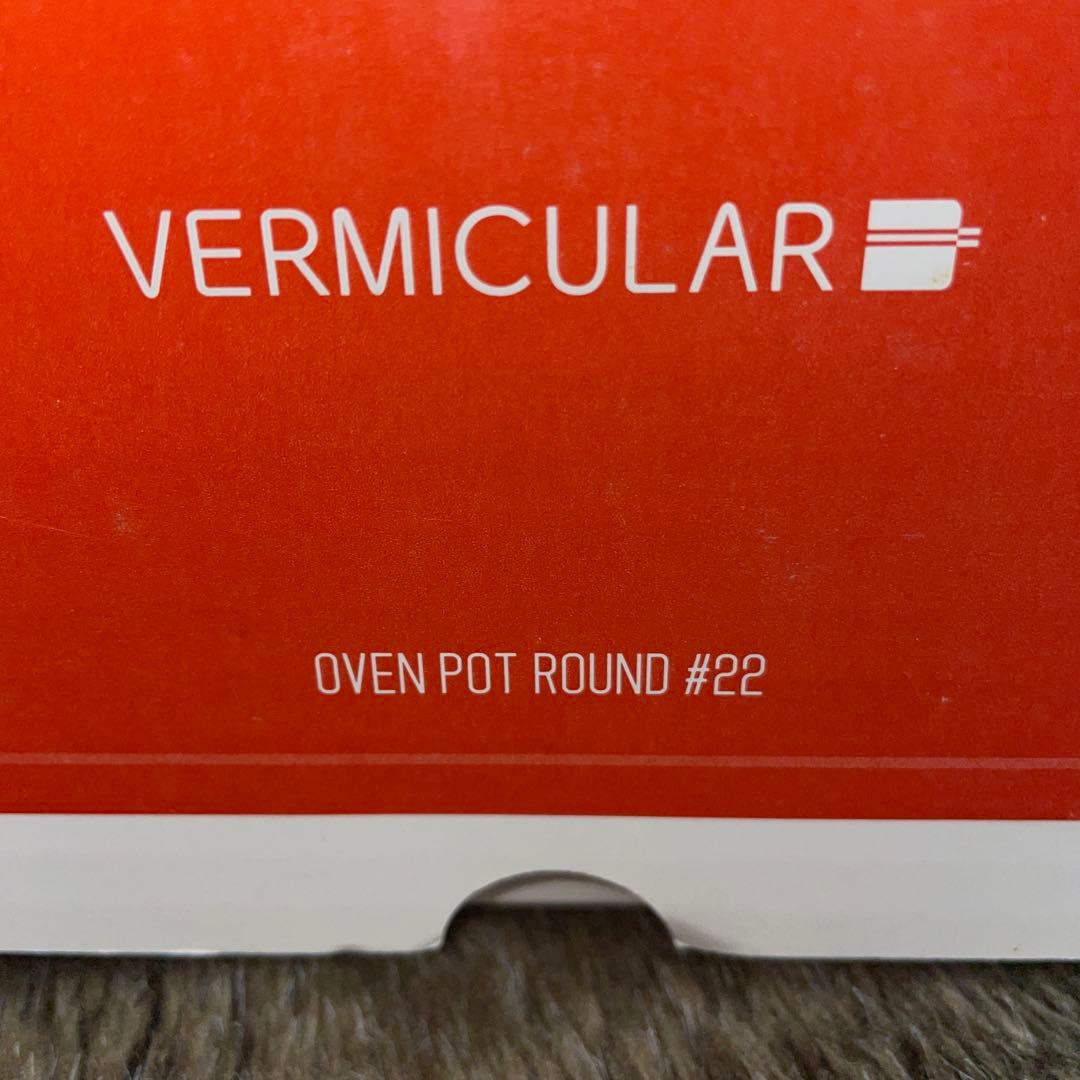 VERMICULAR
OVEN POT ROUND #22